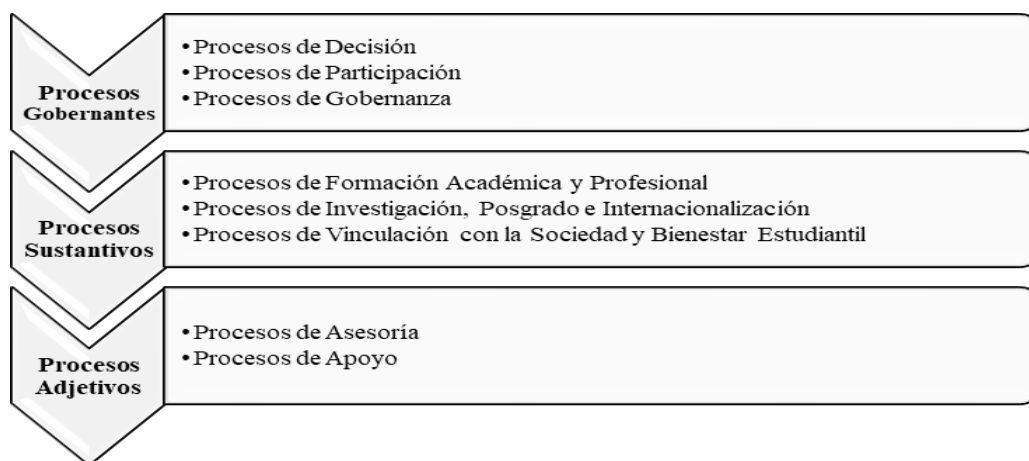 Procesos
Gobernantes
• Procesos de Decisión
• Procesos de Participación
• Procesos de Gobernanza
Procesos
Sustantivos
• Procesos de Formación Académica y Profesional
• Procesos de Investigación, Posgrado e Internacionalización
• Procesos de Vinculación con la Sociedad y Bienestar Estudiantil
Procesos
Adjetivos
• Procesos de Asesoría
• Procesos de Apoyo